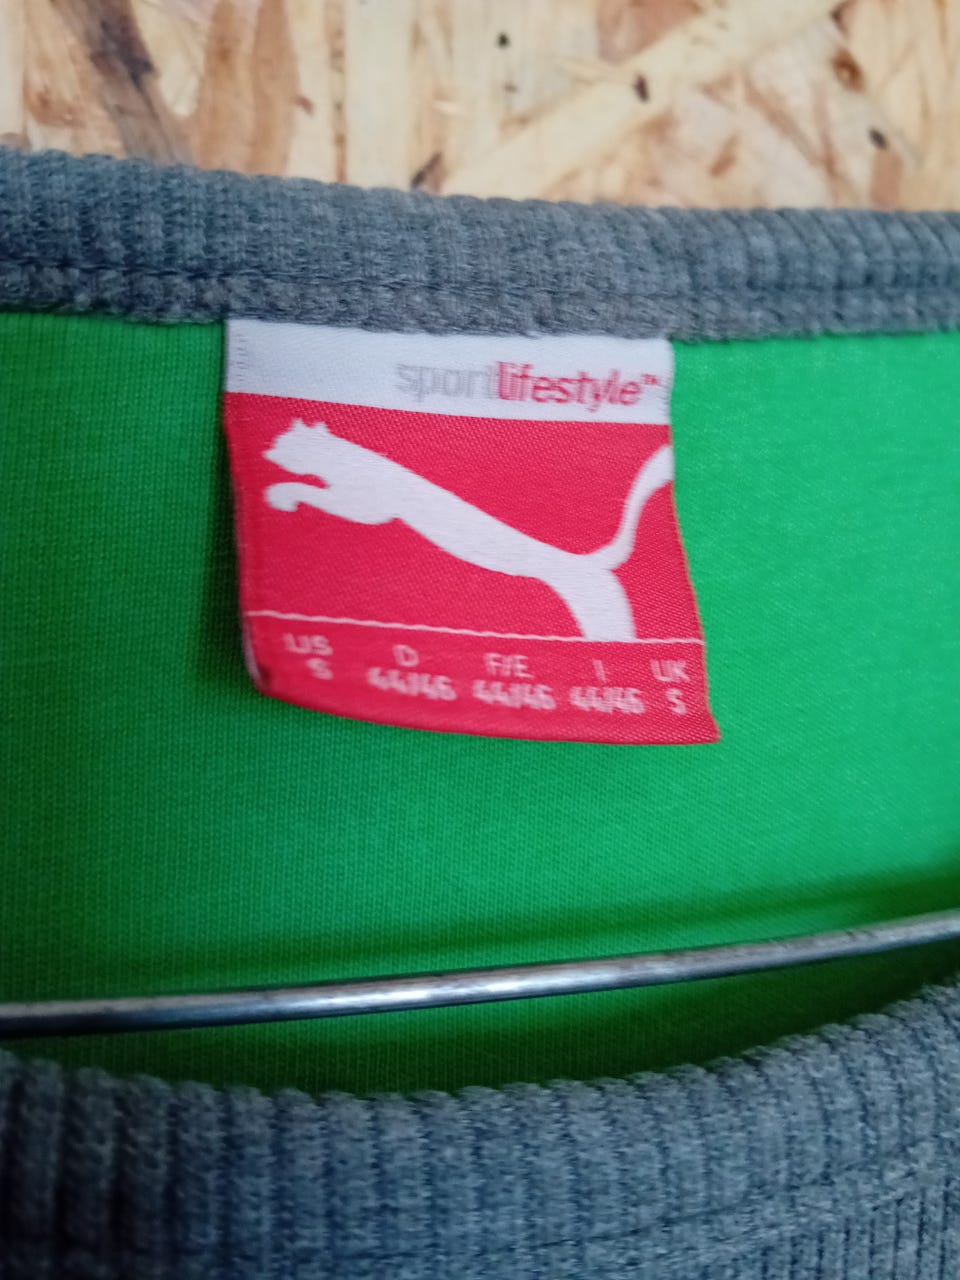 sportlifestyle™
US D F/E I UK
S 44/46 44/46 44/46 S